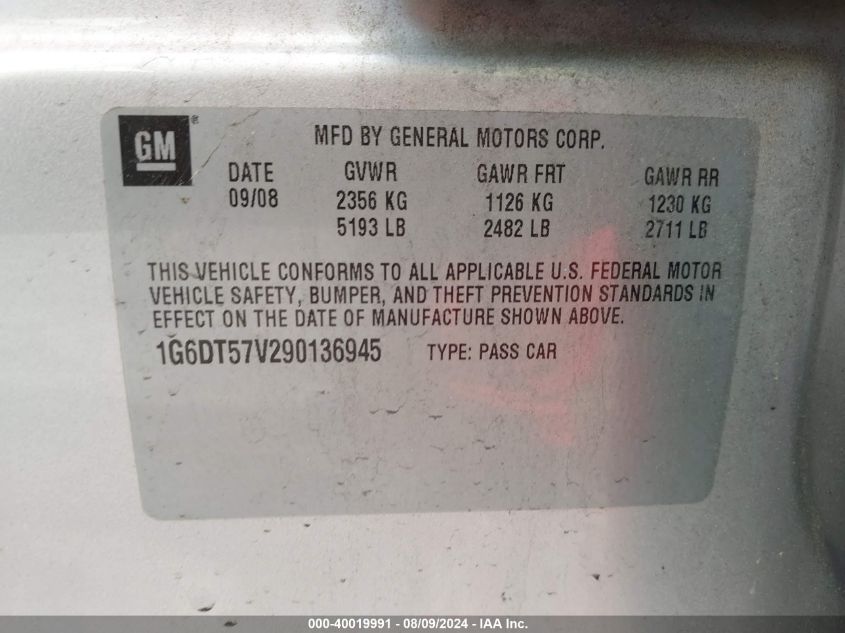 GM®
MFD BY GENERAL MOTORS CORP.
DATE GVWR GAWR FRT GAWR RR
09/08 2356 KG 1126 KG 1230 KG
5193 LB 2482 LB 2711 LB
THIS VEHICLE CONFORMS TO ALL APPLICABLE U.S. FEDERAL MOTOR
VEHICLE SAFETY, BUMPER, AND THEFT PREVENTION STANDARDS IN
EFFECT ON THE DATE OF MANUFACTURE SHOWN ABOVE.
1G6DT57V290136945 TYPE: PASS CAR
000-40019991 - 08/09/2024 - IAA Inc.